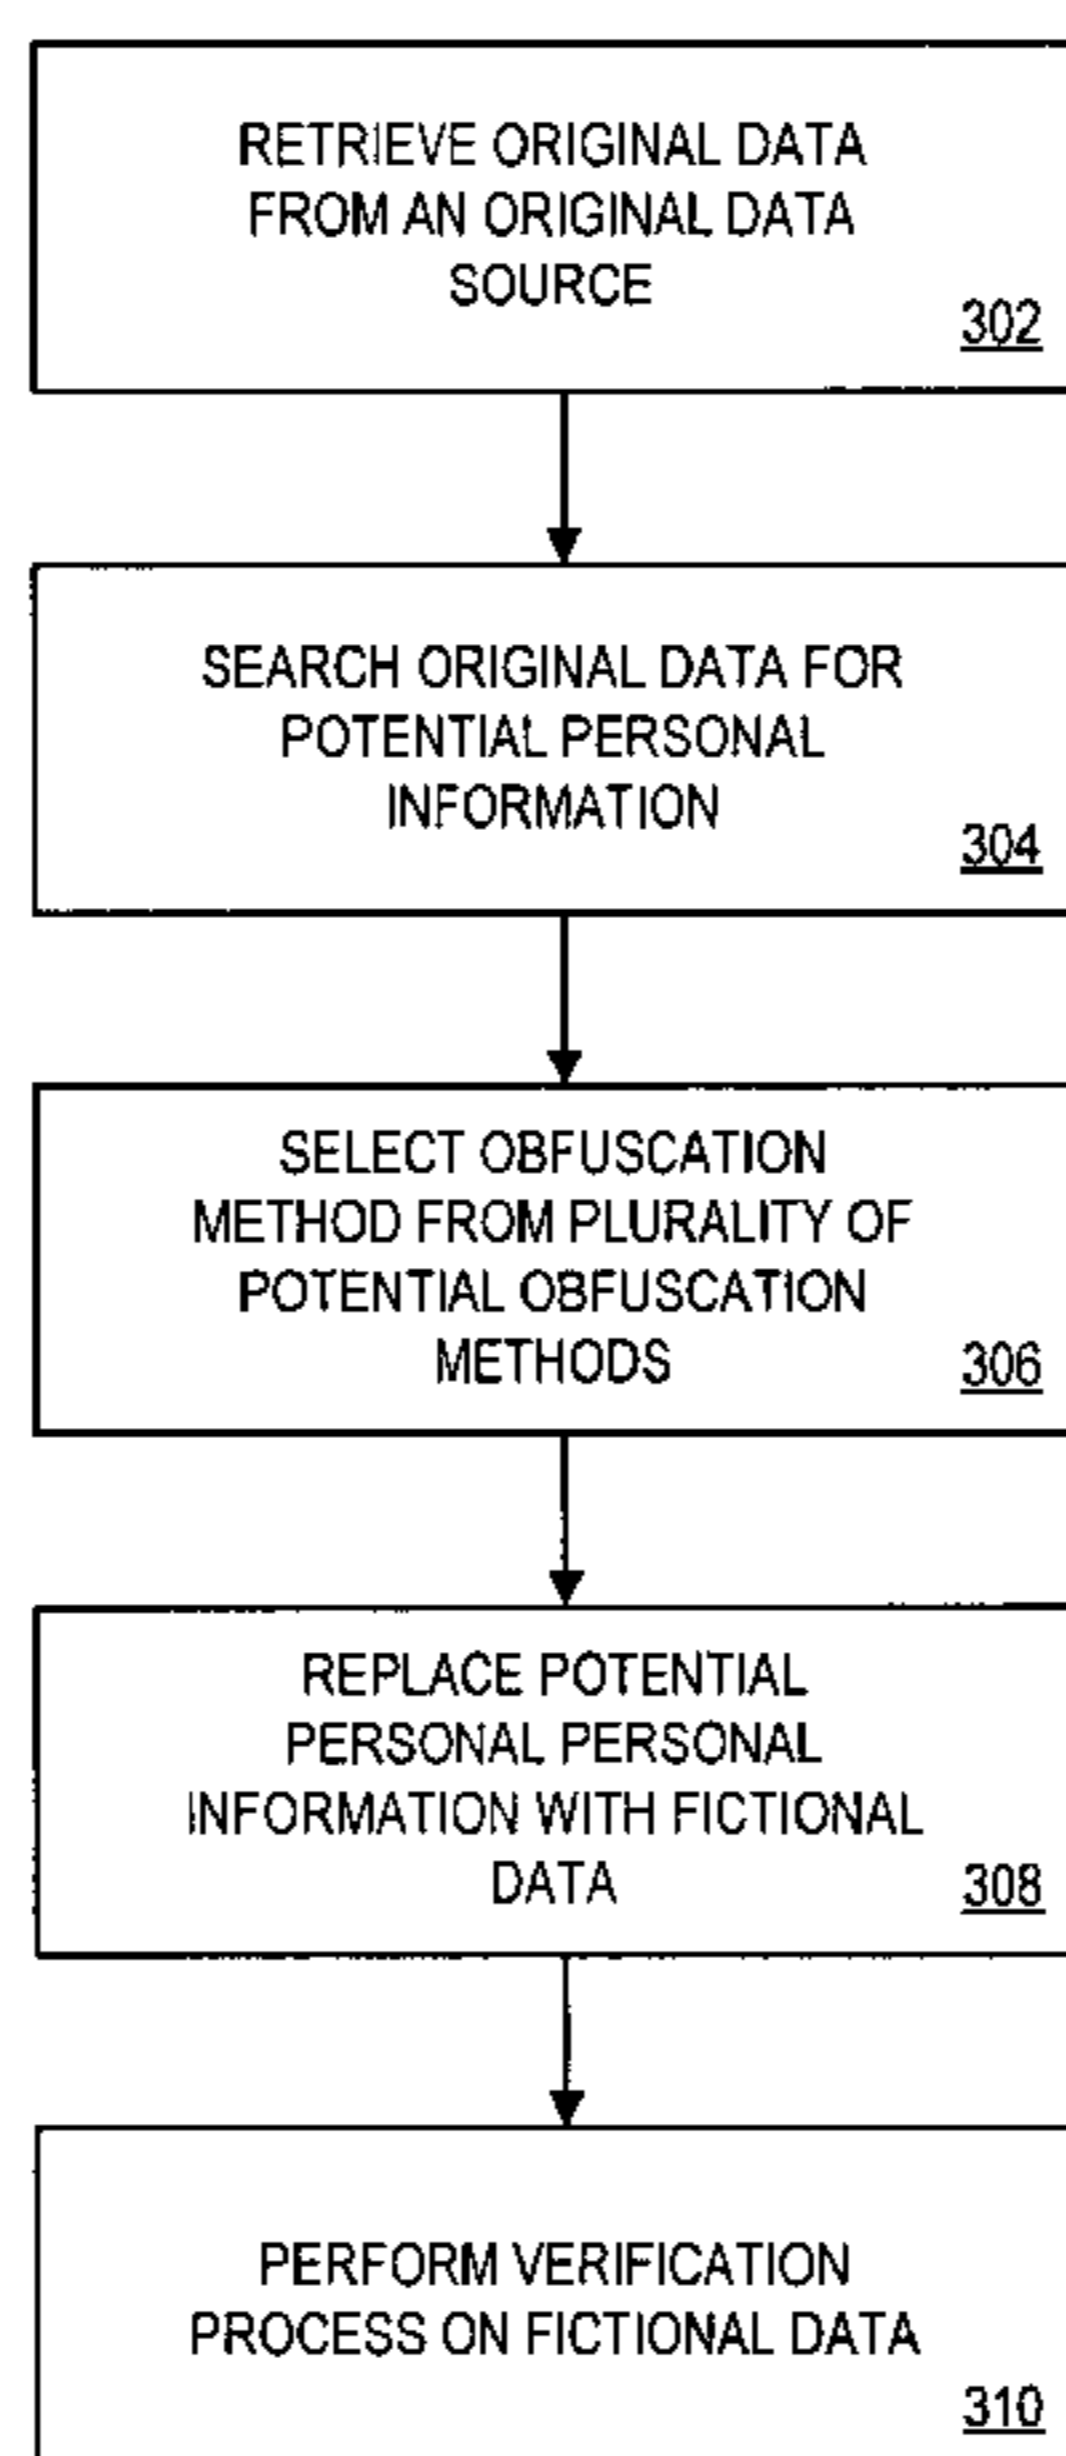 RETRIEVE ORIGINAL DATA
FROM AN ORIGINAL DATA
SOURCE
302
SEARCH ORIGINAL DATA FOR
POTENTIAL PERSONAL
INFORMATION
304
SELECT OBFUSCATION
METHOD FROM PLURALITY OF
POTENTIAL OBFUSCATION
METHODS
306
REPLACE POTENTIAL
PERSONAL PERSONAL
INFORMATION WITH FICTIONAL
DATA
308
PERFORM VERIFICATION
PROCESS ON FICTIONAL DATA
310